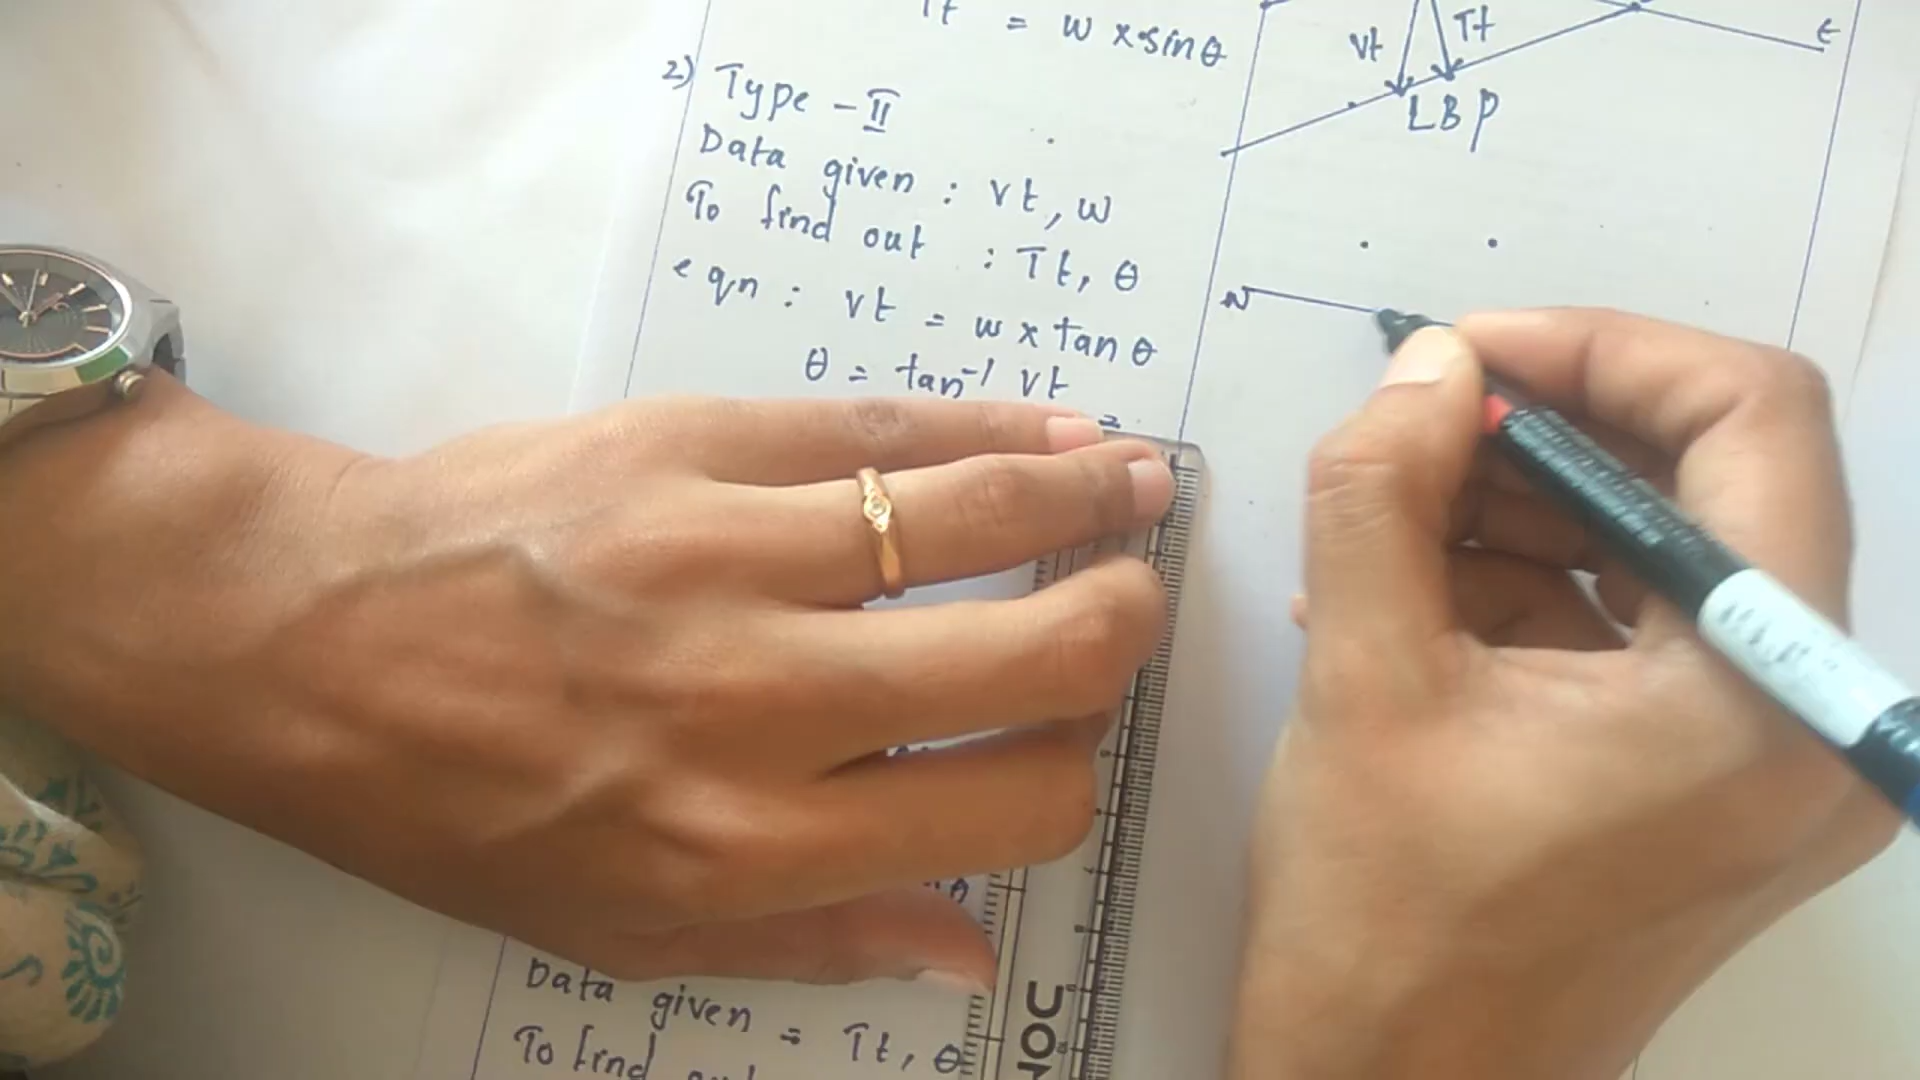 Tt = w x sinθ
2) Type - II
Data given : vt, w
To find out : Tt, θ
eqn : vt = w x tan θ
θ = tan⁻¹ vt
Data given = Tt, θ
To find
vt Tt E
LBP
W